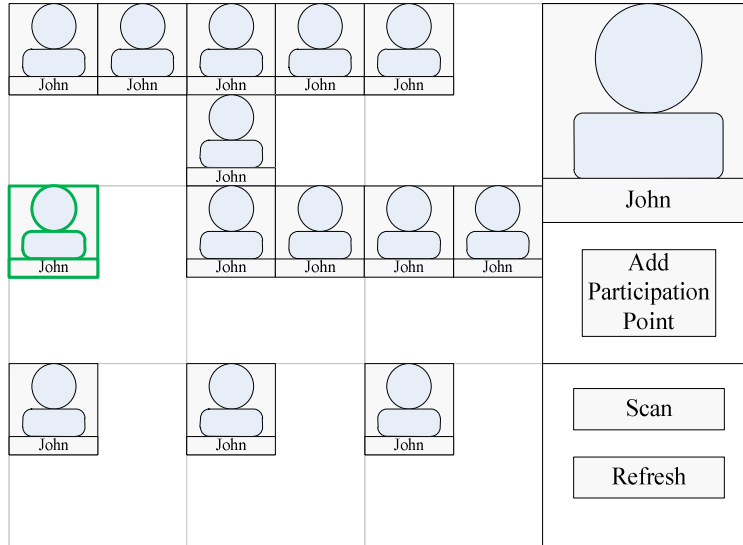 John John John John John
John
John
John John John John
John
Add
Participation
Point
John John John
Scan
Refresh